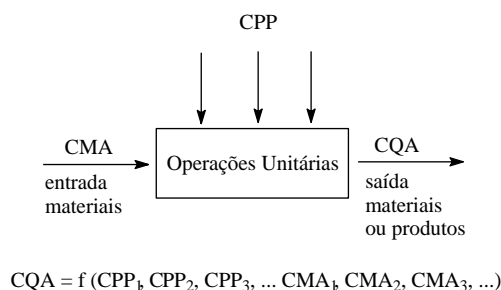 CPP
CMA
entrada
materiais
Operações Unitárias
CQA
saída
materiais
ou produtos
CQA = f (CPP1, CPP2, CPP3, ... CMA1, CMA2, CMA3, ...)